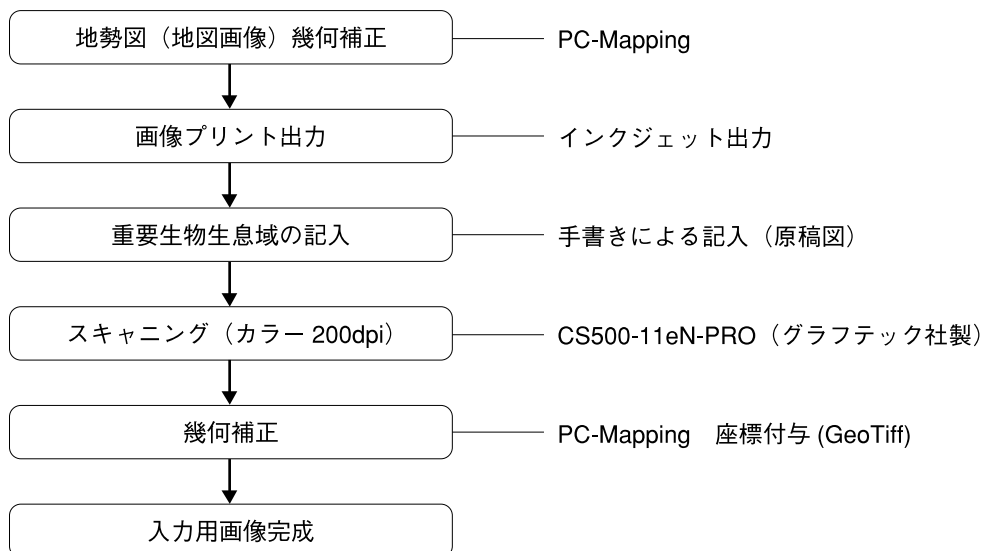 地勢図（地図画像）幾何補正
PC-Mapping
画像プリント出力
インクジェット出力
重要生物生息域の記入
手書きによる記入（原稿図）
スキャニング（カラー 200dpi）
CS500-11eN-PRO（グラフテック社製）
幾何補正
PC-Mapping　座標付与 (GeoTiff)
入力用画像完成